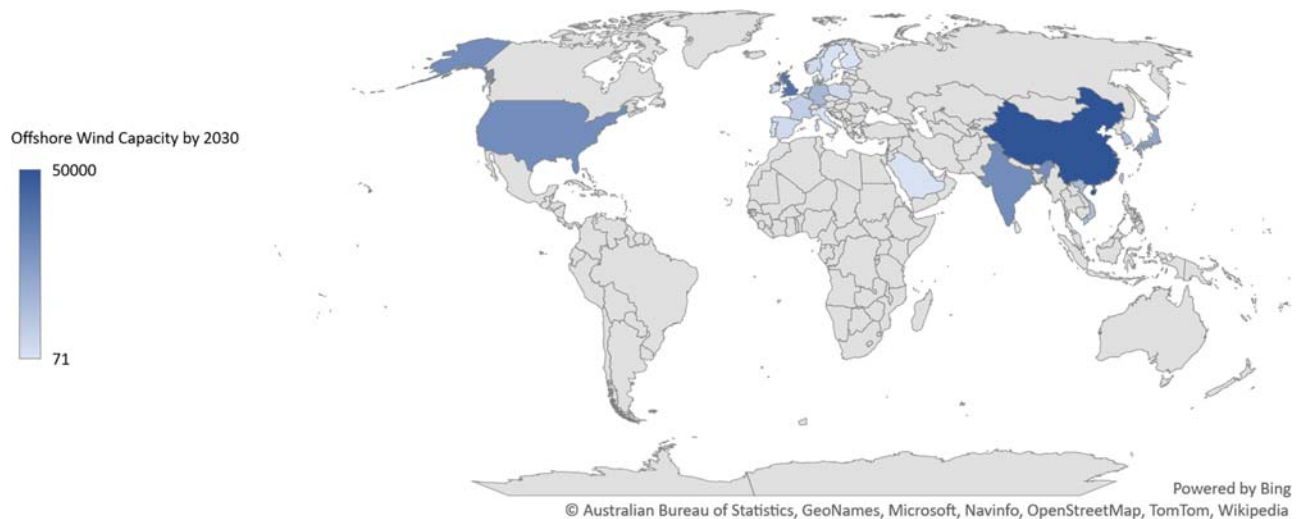 Offshore Wind Capacity by 2030
50000
71
Powered by Bing
© Australian Bureau of Statistics, GeoNames, Microsoft, Navinfo, OpenStreetMap, TomTom, Wikipedia